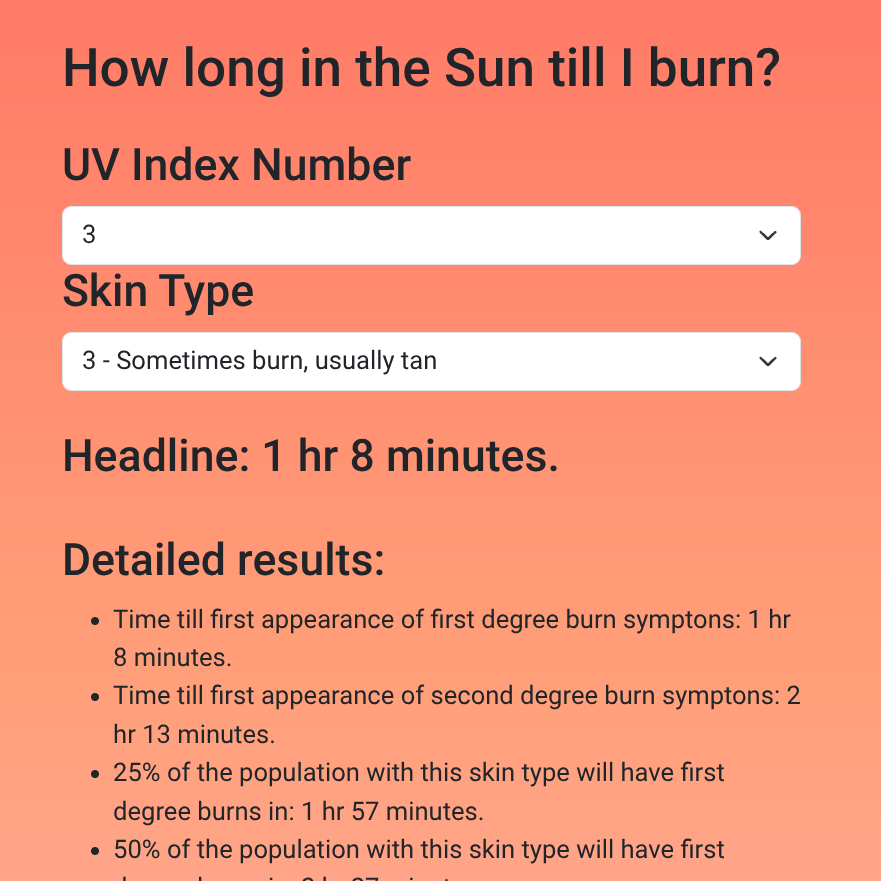 How long in the Sun till I burn?
UV Index Number
3
Skin Type
3 - Sometimes burn, usually tan
Headline: 1 hr 8 minutes.
Detailed results:
Time till first appearance of first degree burn symptons: 1 hr
8 minutes.
Time till first appearance of second degree burn symptons: 2
hr 13 minutes.
25% of the population with this skin type will have first
degree burns in: 1 hr 57 minutes.
50% of the population with this skin type will have first